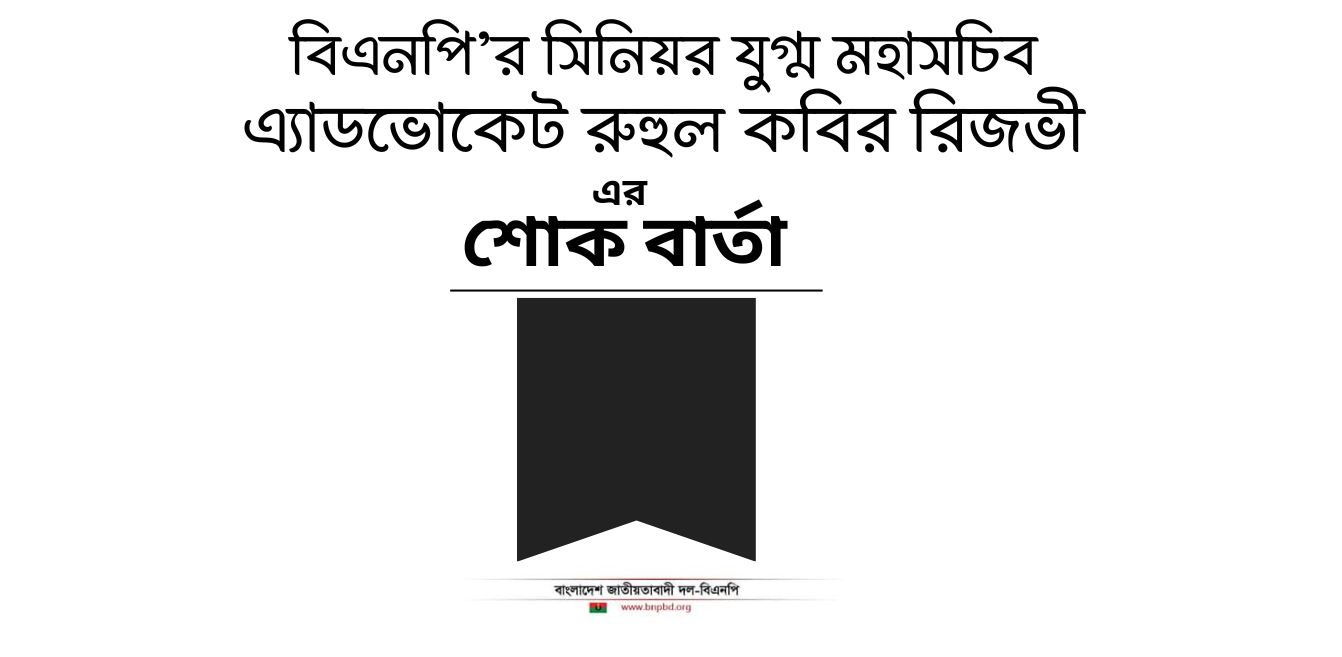 বিএনপি’র সিনিয়র যুগ্ম মহাসচিব
এ্যাডভোকেট রুহুল কবির রিজভী
এর
শোক বার্তা
বাংলাদেশ জাতীয়তাবাদী দল-বিএনপি
www.bnpbd.org